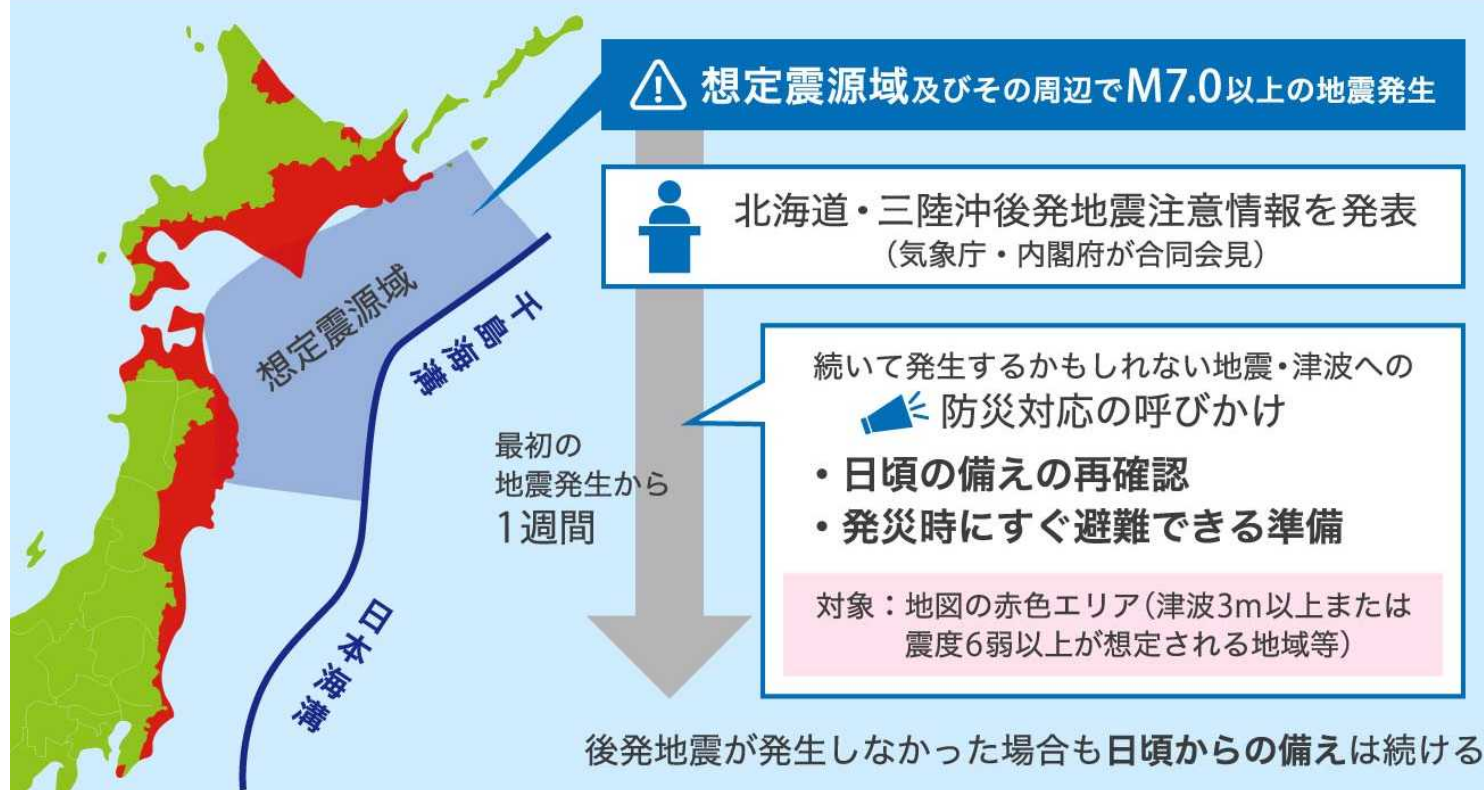 想定震源域及びその周辺でM7.0以上の地震発生
北海道・三陸沖後発地震注意情報を発表
(気象庁・内閣府が合同会見)
想定震源域
千島海溝
日本海溝
最初の
地震発生から
1週間
続いて発生するかもしれない地震・津波への
防災対応の呼びかけ
・日頃の備えの再確認
・発災時にすぐ避難できる準備
対象:地図の赤色エリア(津波3m以上または
震度6弱以上が想定される地域等)
後発地震が発生しなかった場合も日頃からの備えは続ける